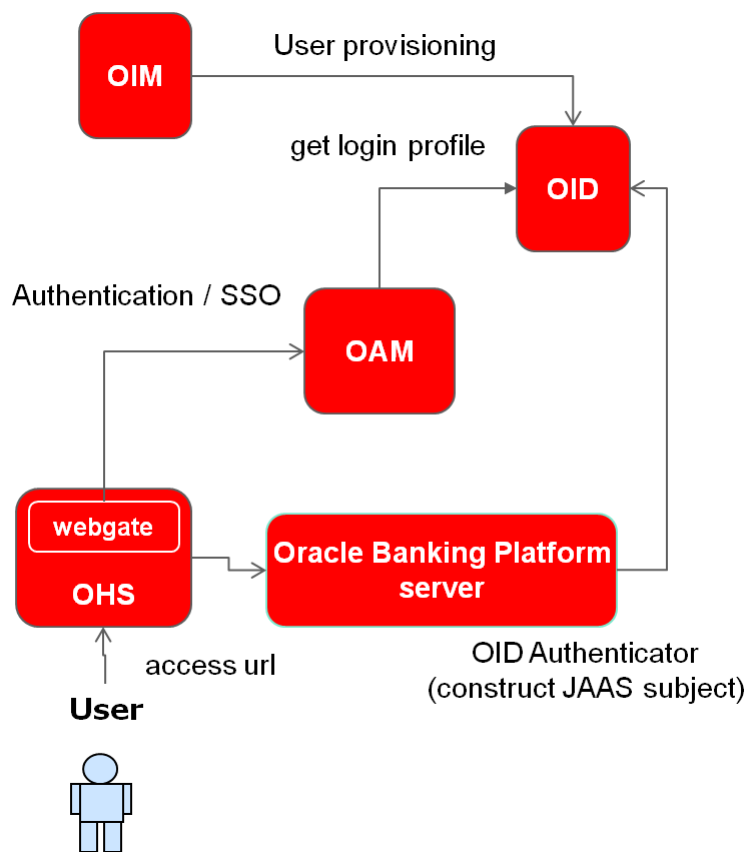 User provisioning
OIM
get login profile
OID
Authentication / SSO
OAM
webgate
OHS
Oracle Banking Platform
server
access url
OID Authenticator
(construct JAAS subject)
User